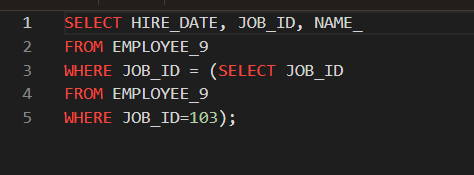 1 SELECT HIRE_DATE, JOB_ID, NAME_
2 FROM EMPLOYEE_9
3 WHERE JOB_ID = (SELECT JOB_ID
4 FROM EMPLOYEE_9
5 WHERE JOB_ID=103);